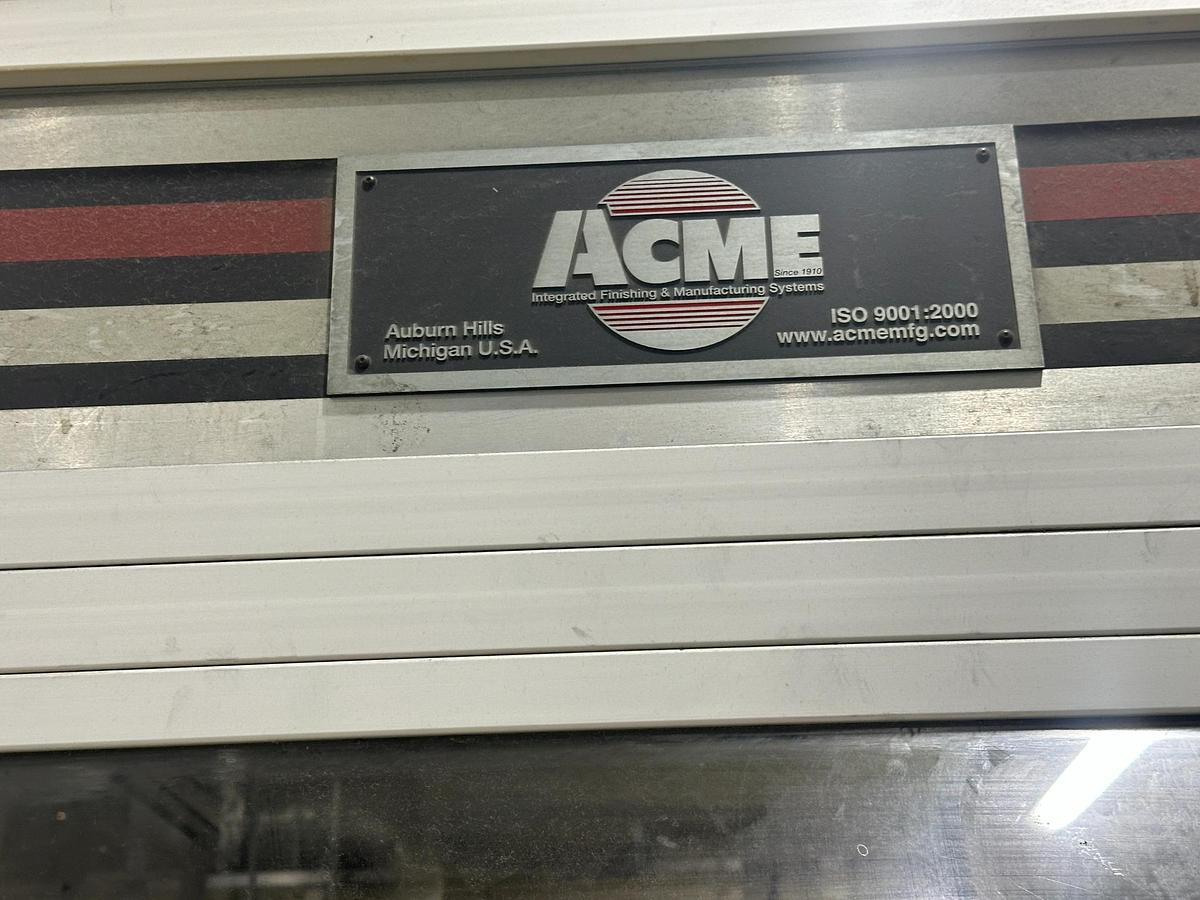 ACME
Since 1910
Integrated Finishing & Manufacturing Systems
Auburn Hills
Michigan U.S.A.
ISO 9001:2000
www.acmemfg.com